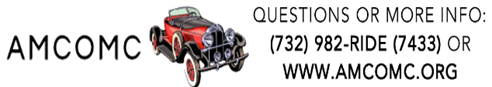 AMCOMC
QUESTIONS OR MORE INFO:
(732) 982-RIDE (7433) OR
WWW.AMCOMC.ORG